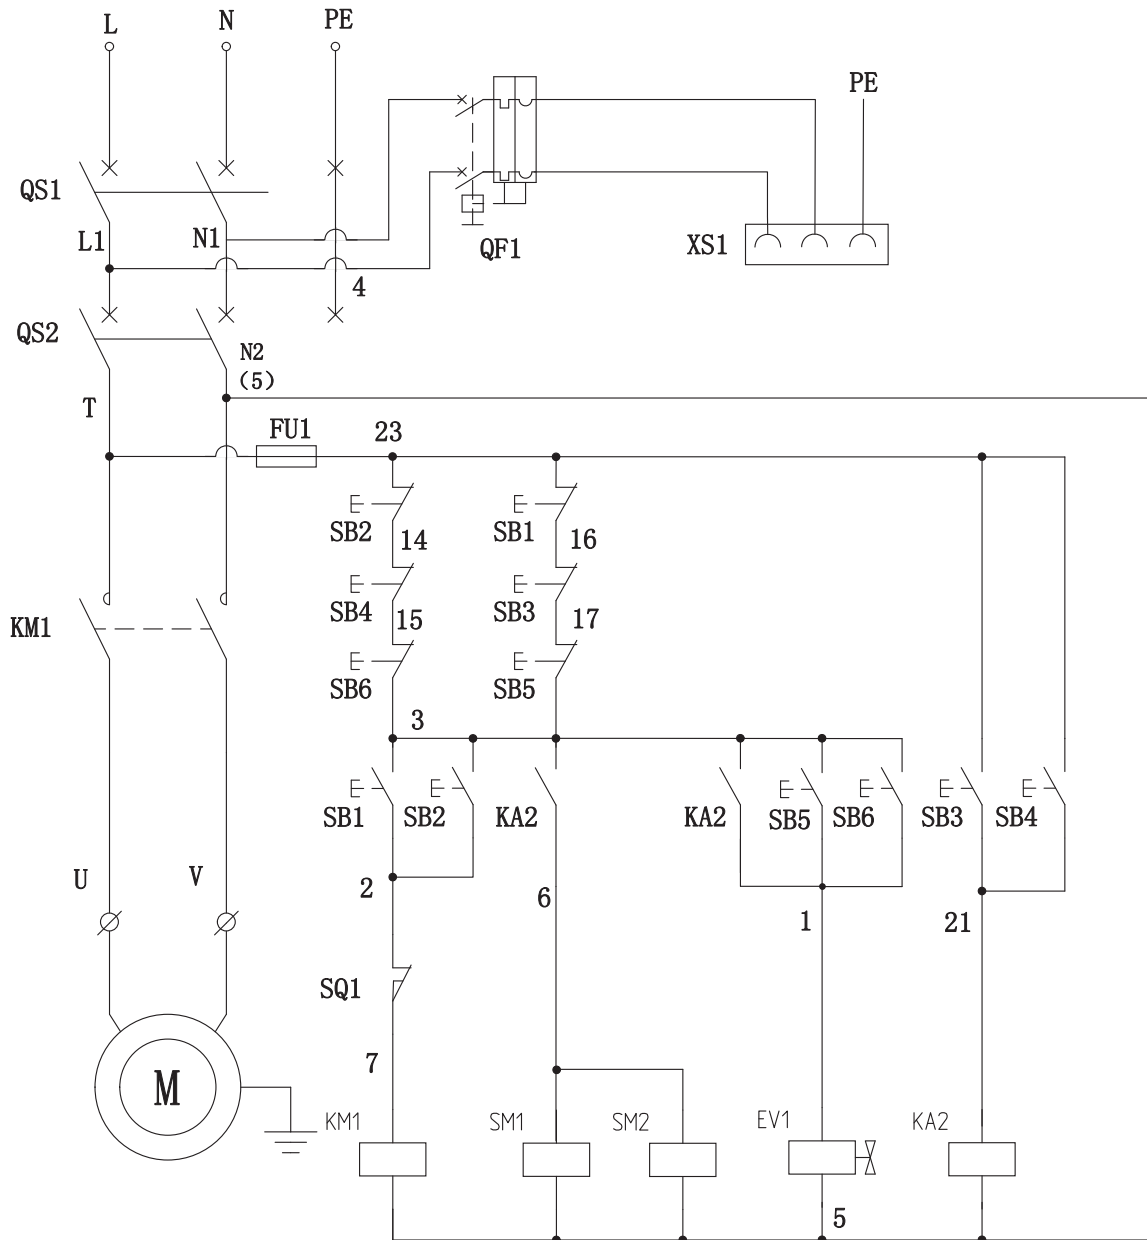 L N PE
PE
QS1
L1 N1 QF1 XS1
4
QS2
N2
(5)
T
FU1 23
SB2 14 SB1 16
SB4 15 SB3 17
KM1
SB6 SB5
3
SB1 SB2 KA2 KA2 SB5 SB6 SB3 SB4
U V 2 6 1 21
SQ1
7
M
KM1 SM1 SM2 EV1 KA2
5